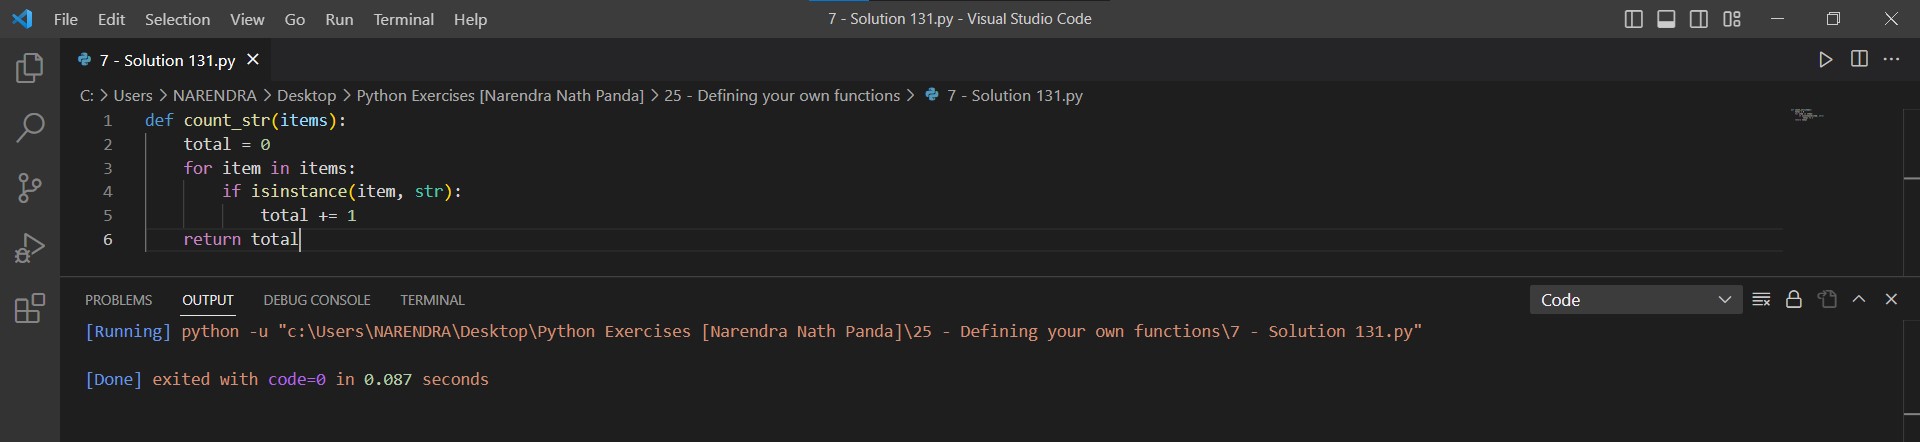 File Edit Selection View Go Run Terminal Help 7 - Solution 131.py - Visual Studio Code
7 - Solution 131.py
C: > Users > NARENDRA > Desktop > Python Exercises [Narendra Nath Panda] > 25 - Defining your own functions > 7 - Solution 131.py
1 def count_str(items):
2     total = 0
3     for item in items:
4         if isinstance(item, str):
5             total += 1
6     return total
PROBLEMS OUTPUT DEBUG CONSOLE TERMINAL Code
[Running] python -u "c:\Users\NARENDRA\Desktop\Python Exercises [Narendra Nath Panda]\25 - Defining your own functions\7 - Solution 131.py"
[Done] exited with code=0 in 0.087 seconds